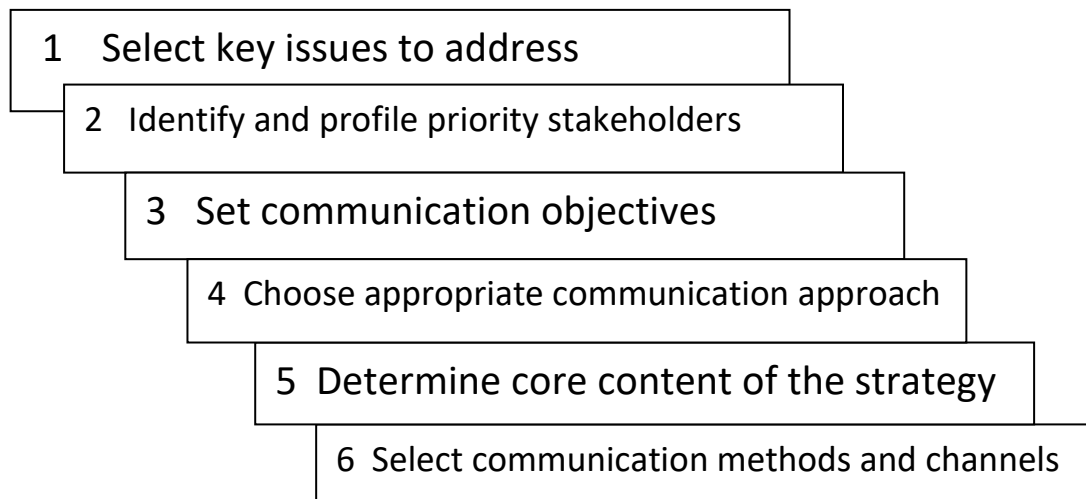 1 Select key issues to address
2 Identify and profile priority stakeholders
3 Set communication objectives
4 Choose appropriate communication approach
5 Determine core content of the strategy
6 Select communication methods and channels